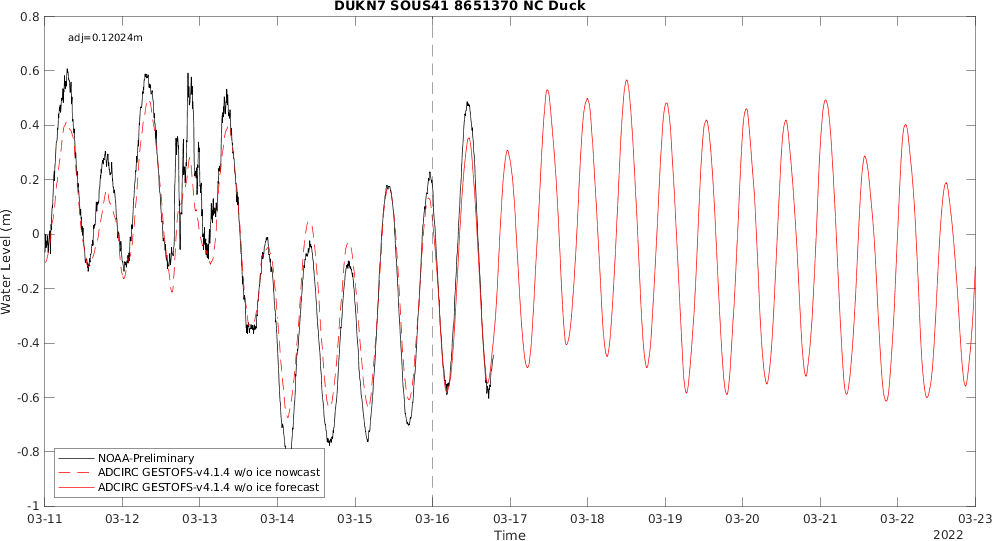 DUKN7 SOUS41 8651370 NC Duck
adj=0.12024m
0.8
0.6
0.4
0.2
0
-0.2
-0.4
-0.6
-0.8
-1
Water Level (m)
NOAA-Preliminary
ADCIRC GESTOFS-v4.1.4 w/o ice nowcast
ADCIRC GESTOFS-v4.1.4 w/o ice forecast
03-11 03-12 03-13 03-14 03-15 03-16 03-17 03-18 03-19 03-20 03-21 03-22 03-23
Time
2022